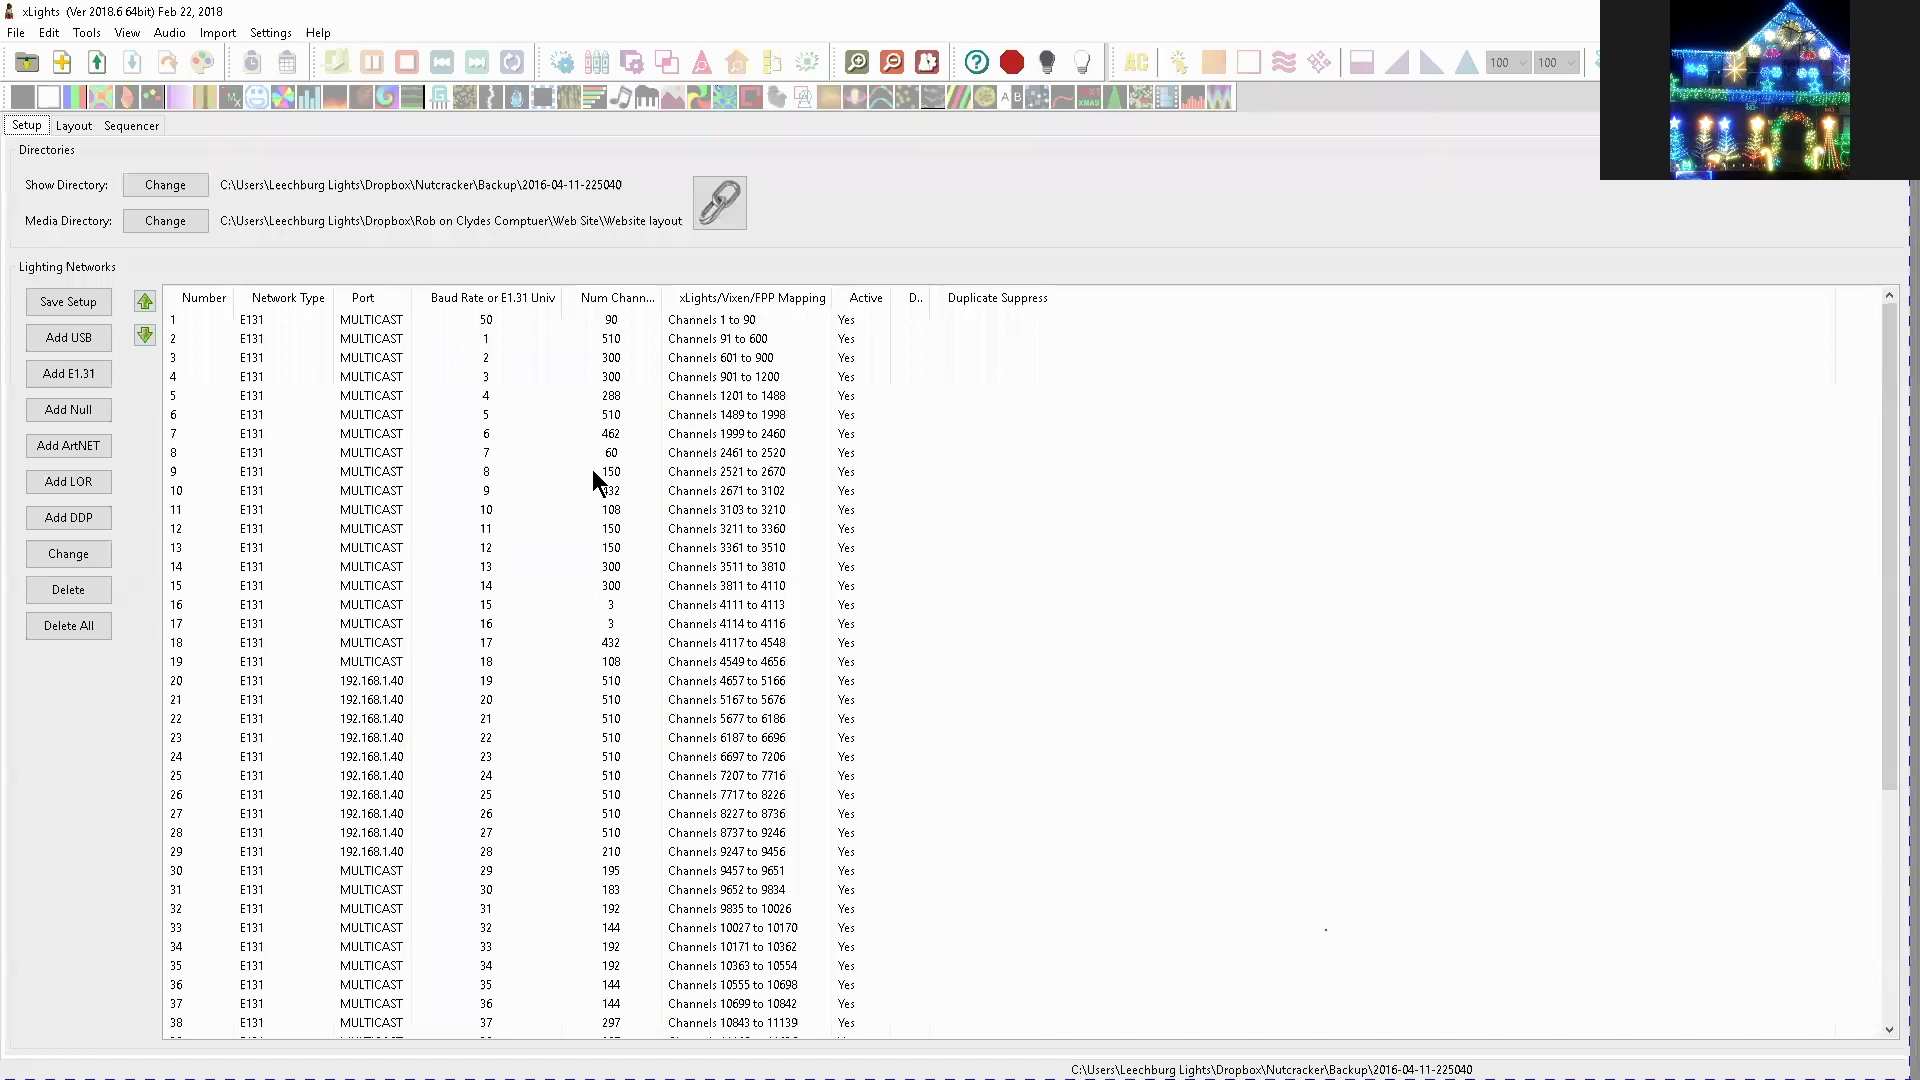 xLights (Ver 2018.6 64bit) Feb 22, 2018
File Edit Tools View Audio Import Settings Help
AC 100 100
Setup Layout Sequencer
Directories
Show Directory: Change C:\Users\Leechburg Lights\Dropbox\Nutcracker\Backup\2016-04-11-225040
Media Directory: Change C:\Users\Leechburg Lights\Dropbox\Rob on Clydes Comptuer\Web Site\Website layout
Lighting Networks
Save Setup
Add USB
Add E1.31
Add Null
Add ArtNET
Add LOR
Add DDP
Change
Delete
Delete All
Number Network Type Port Baud Rate or E1.31 Univ Num Chann... xLights/Vixen/FPP Mapping Active D.. Duplicate Suppress
1 E131 MULTICAST 50 90 Channels 1 to 90 Yes
2 E131 MULTICAST 1 510 Channels 91 to 600 Yes
3 E131 MULTICAST 2 300 Channels 601 to 900 Yes
4 E131 MULTICAST 3 300 Channels 901 to 1200 Yes
5 E131 MULTICAST 4 288 Channels 1201 to 1488 Yes
6 E131 MULTICAST 5 510 Channels 1489 to 1998 Yes
7 E131 MULTICAST 6 462 Channels 1999 to 2460 Yes
8 E131 MULTICAST 7 60 Channels 2461 to 2520 Yes
9 E131 MULTICAST 8 150 Channels 2521 to 2670 Yes
10 E131 MULTICAST 9 432 Channels 2671 to 3102 Yes
11 E131 MULTICAST 10 108 Channels 3103 to 3210 Yes
12 E131 MULTICAST 11 150 Channels 3211 to 3360 Yes
13 E131 MULTICAST 12 150 Channels 3361 to 3510 Yes
14 E131 MULTICAST 13 300 Channels 3511 to 3810 Yes
15 E131 MULTICAST 14 300 Channels 3811 to 4110 Yes
16 E131 MULTICAST 15 3 Channels 4111 to 4113 Yes
17 E131 MULTICAST 16 3 Channels 4114 to 4116 Yes
18 E131 MULTICAST 17 432 Channels 4117 to 4548 Yes
19 E131 MULTICAST 18 108 Channels 4549 to 4656 Yes
20 E131 192.168.1.40 19 510 Channels 4657 to 5166 Yes
21 E131 192.168.1.40 20 510 Channels 5167 to 5676 Yes
22 E131 192.168.1.40 21 510 Channels 5677 to 6186 Yes
23 E131 192.168.1.40 22 510 Channels 6187 to 6696 Yes
24 E131 192.168.1.40 23 510 Channels 6697 to 7206 Yes
25 E131 192.168.1.40 24 510 Channels 7207 to 7716 Yes
26 E131 192.168.1.40 25 510 Channels 7717 to 8226 Yes
27 E131 192.168.1.40 26 510 Channels 8227 to 8736 Yes
28 E131 192.168.1.40 27 510 Channels 8737 to 9246 Yes
29 E131 192.168.1.40 28 210 Channels 9247 to 9456 Yes
30 E131 MULTICAST 29 195 Channels 9457 to 9651 Yes
31 E131 MULTICAST 30 183 Channels 9652 to 9834 Yes
32 E131 MULTICAST 31 192 Channels 9835 to 10026 Yes
33 E131 MULTICAST 32 144 Channels 10027 to 10170 Yes
34 E131 MULTICAST 33 192 Channels 10171 to 10362 Yes
35 E131 MULTICAST 34 192 Channels 10363 to 10554 Yes
36 E131 MULTICAST 35 144 Channels 10555 to 10698 Yes
37 E131 MULTICAST 36 144 Channels 10699 to 10842 Yes
38 E131 MULTICAST 37 297 Channels 10843 to 11139 Yes
C:\Users\Leechburg Lights\Dropbox\Nutcracker\Backup\2016-04-11-225040